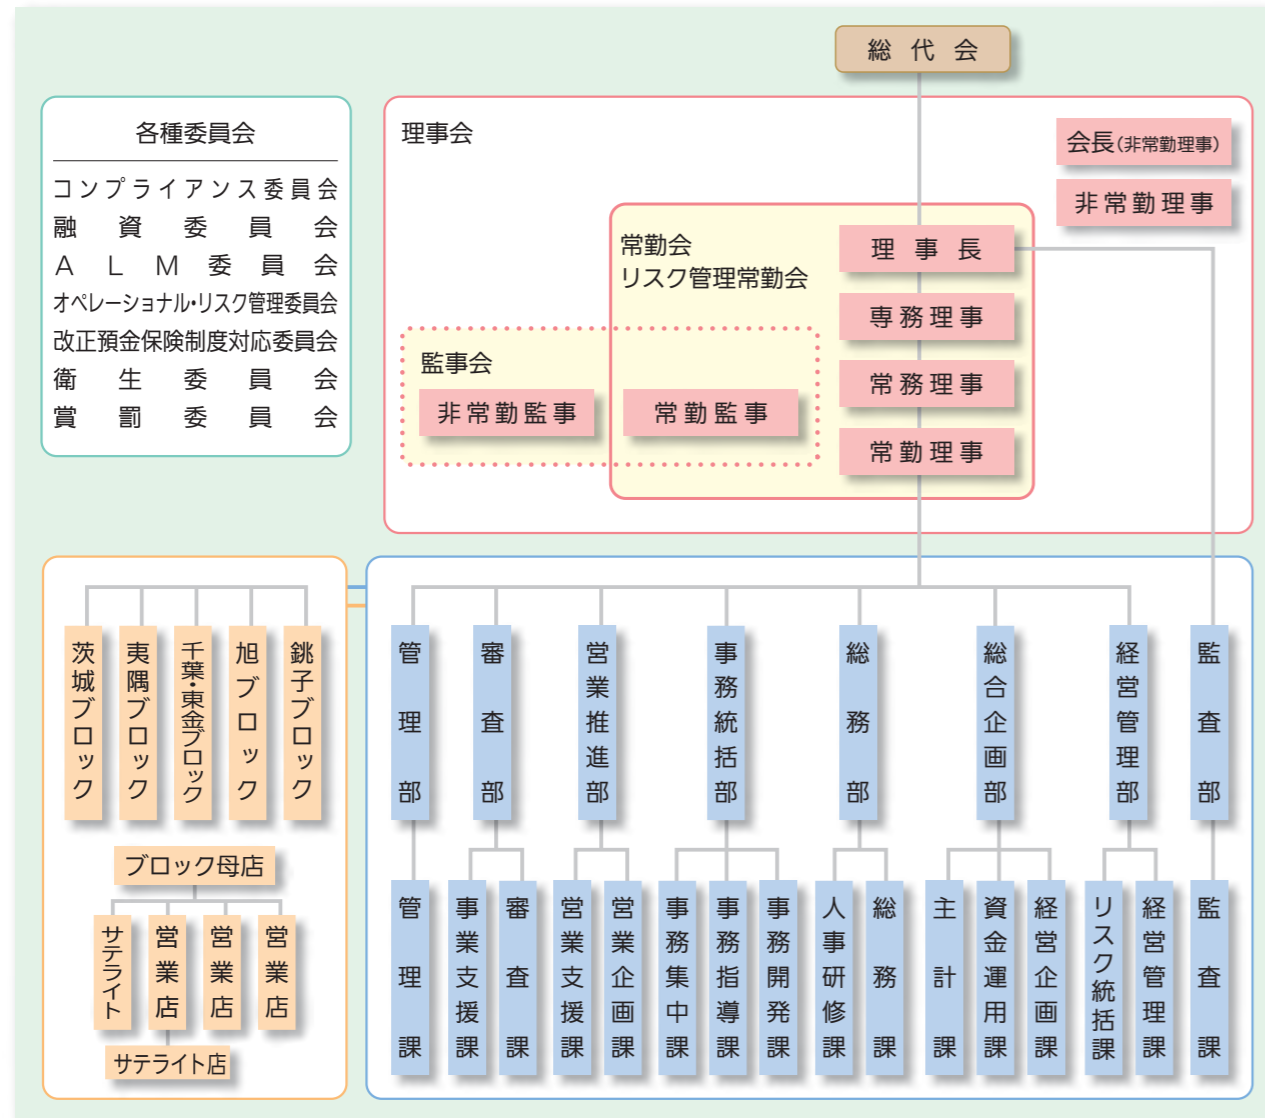 総代会
各種委員会
コンプライアンス委員会
融資委員会
ALM委員会
オペレーショナル・リスク管理委員会
改正預金保険制度対応委員会
衛生委員会
賞罰委員会
理事会
会長(非常勤理事)
非常勤理事
常勤会
リスク管理常勤会
理事長
専務理事
常務理事
常勤理事
監事会
非常勤監事
常勤監事
茨城ブロック
夷隅ブロック
千葉・東金ブロック
旭ブロック
銚子ブロック
ブロック母店
サテライト
営業店
営業店
営業店
サテライト店
管理部
審査部
営業推進部
事務統括部
総務部
総合企画部
経営管理部
監査部
管理課
事業支援課
審査課
営業支援課
営業企画課
事務集中課
事務指導課
事務開発課
人事研修課
総務課
主計課
資金運用課
経営企画課
リスク統括課
経営管理課
監査課